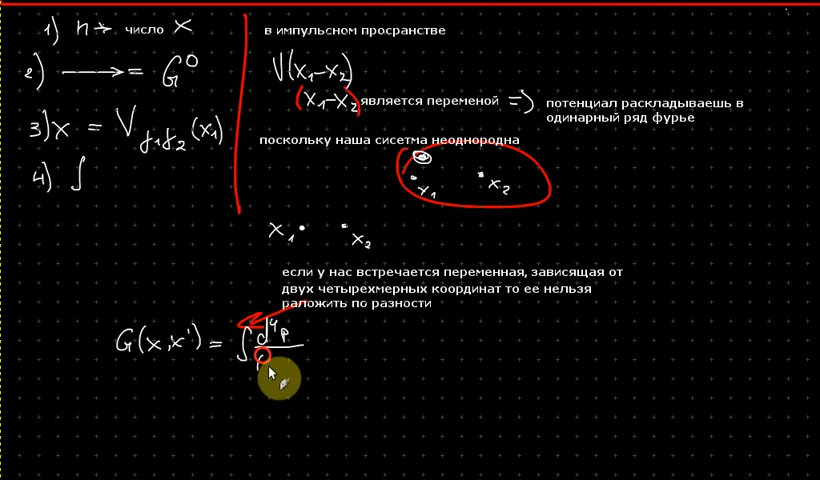 1) n → число X
2) ⟶ = G⁰
3) X = V_{γ₁γ₂}(x₁)
4) ∫
в импульсном просранстве
V(x₁-x₂)
(x₁-x₂) является переменой => потенциал раскладываешь в
одинарный ряд фурье
поскольку наша сисетма неоднородна
x₁ x₂
x₁ x₂
если у нас встречается переменная, зависящая от
двух четырехмерных координат то ее нельзя
раложить по разности
G(x,x') = ∫ d⁴p